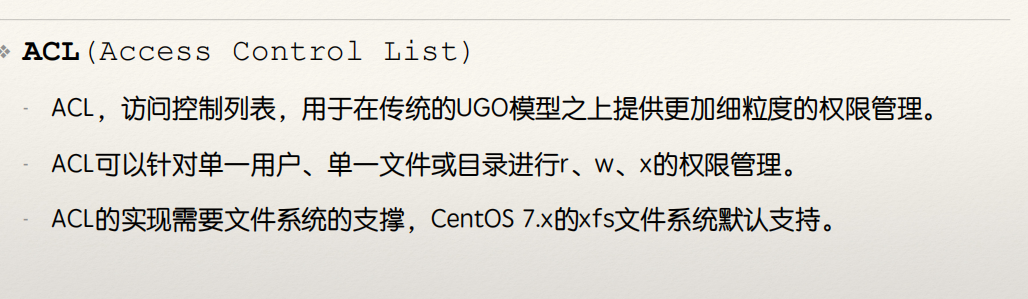 ACL(Access Control List)
- ACL，访问控制列表，用于在传统的UGO模型之上提供更加细粒度的权限管理。
- ACL可以针对单一用户、单一文件或目录进行r、w、x的权限管理。
- ACL的实现需要文件系统的支撑，CentOS 7.x的xfs文件系统默认支持。